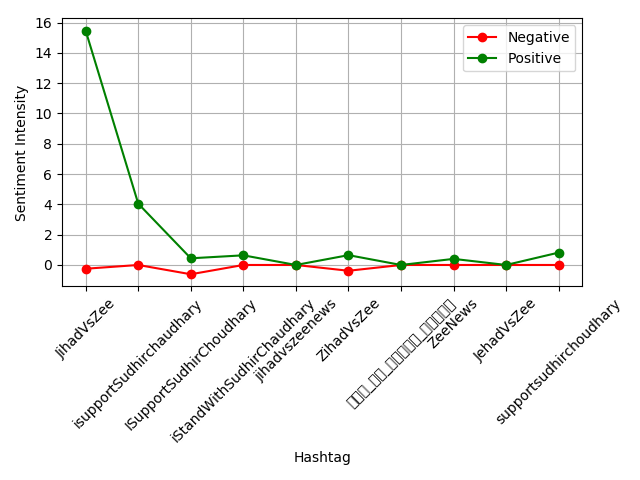 16
14
12
10
8
6
4
2
0
Sentiment Intensity
Negative
Positive
JihadVsZee
isupportSudhirchaudhary
ISupportSudhirChoudhary
iStandWithSudhirChaudhary
jihadvszeenews
ZihadVsZee
ZeeNews
JehadVsZee
supportsudhirchoudhary
Hashtag